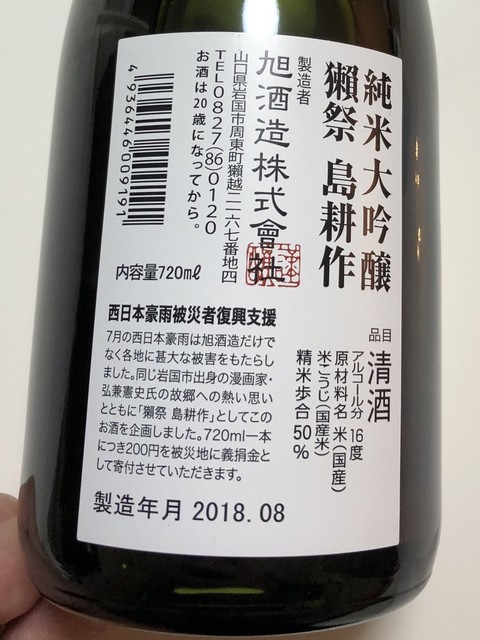 純米大吟醸
獺祭 島耕作
品目 清酒
アルコール分 16度
原材料名 米(国産)
米こうじ(国産米)
精米歩合 50%
製造者
旭酒造株式會社
山口県岩国市周東町獺越二一六七番地四
TEL0827(86)0120
お酒は20歳になってから。
4936446009191
内容量720mℓ
西日本豪雨被災者復興支援
7月の西日本豪雨は旭酒造だけで
なく各地に甚大な被害をもたらし
ました。同じ岩国市出身の漫画家・
弘兼憲史氏の故郷への熱い思い
とともに「獺祭 島耕作」としてこの
お酒を企画しました。720ml一本
につき200円を被災地に義捐金と
して寄付させていただきます。
製造年月 2018.08